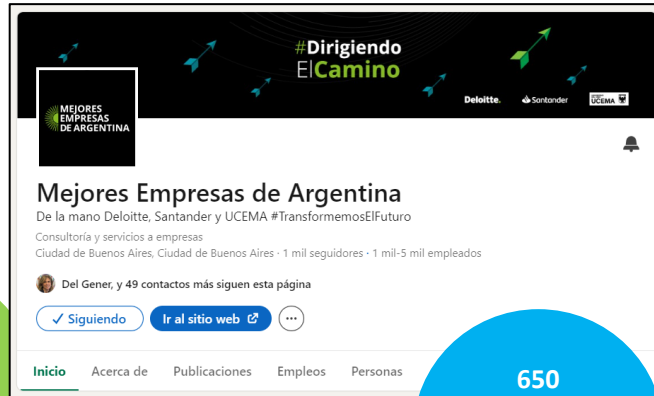 #Dirigiendo
ElCamino
Deloitte.
Santander
UCEMA
MEJORES
EMPRESAS
DE ARGENTINA
Mejores Empresas de Argentina
De la mano Deloitte, Santander y UCEMA #TransformemosElFuturo
Consultoría y servicios a empresas
Ciudad de Buenos Aires, Ciudad de Buenos Aires · 1 mil seguidores · 1 mil-5 mil empleados
Del Gener, y 49 contactos más siguen esta página
✓ Siguiendo
Ir al sitio web
Inicio
Acerca de
Publicaciones
Empleos
Personas
650